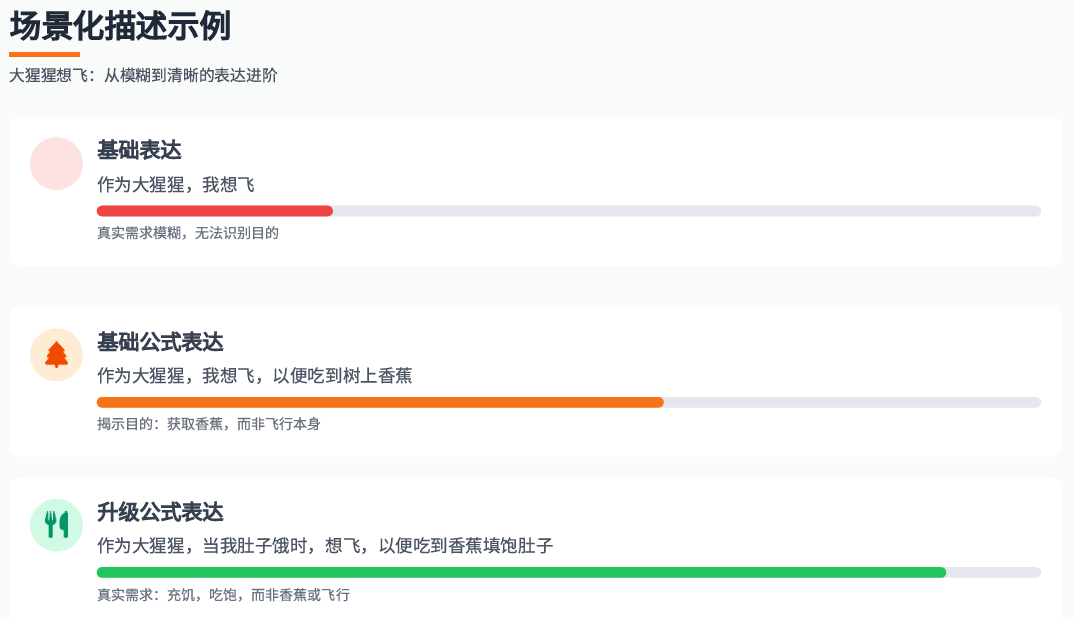 场景化描述示例
大猩猩想飞：从模糊到清晰的表达进阶
基础表达
作为大猩猩，我想飞
真实需求模糊，无法识别目的
基础公式表达
作为大猩猩，我想飞，以便吃到树上香蕉
揭示目的：获取香蕉，而非飞行本身
升级公式表达
作为大猩猩，当我肚子饿时，想飞，以便吃到香蕉填饱肚子
真实需求：充饥，吃饱，而非香蕉或飞行